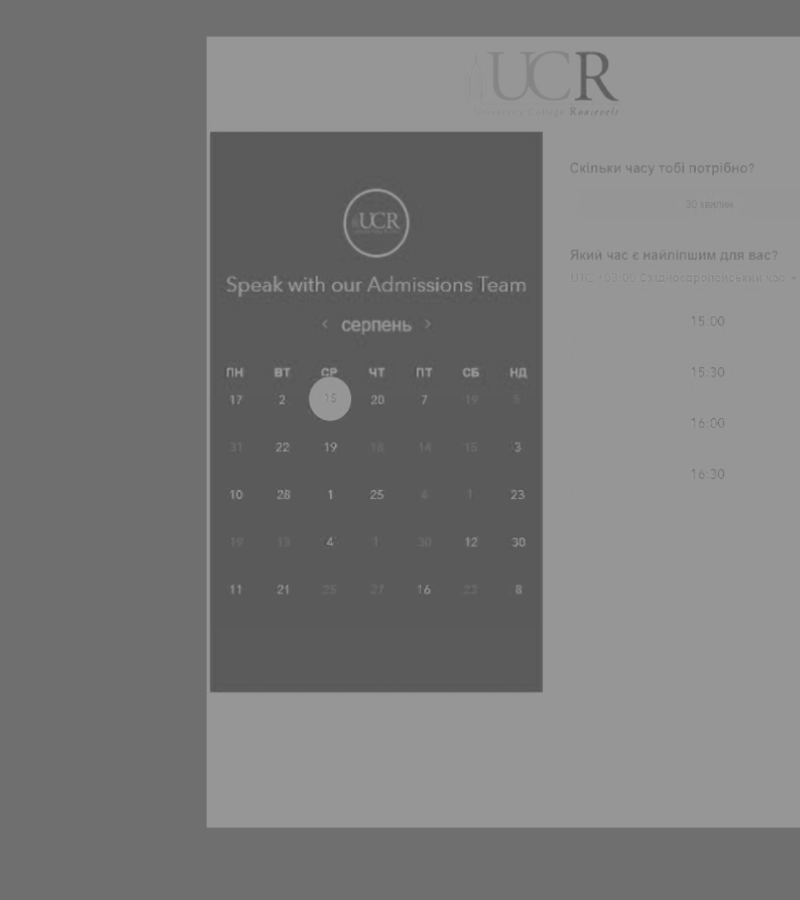 UCR
University College Roosevelt
UCR
Speak with our Admissions Team
< серпень >
ПН ВТ СР ЧТ ПТ СБ НД
17 2 15 20 7 19 5
31 22 19 18 14 15 3
10 28 1 25 4 1 23
19 13 4 1 30 12 30
11 21 25 27 16 23 8
Скільки часу тобі потрібно?
30 хвилин
Який час є найліпшим для вас?
UTC +03:00 Східноєвропейський час
15:00
15:30
16:00
16:30